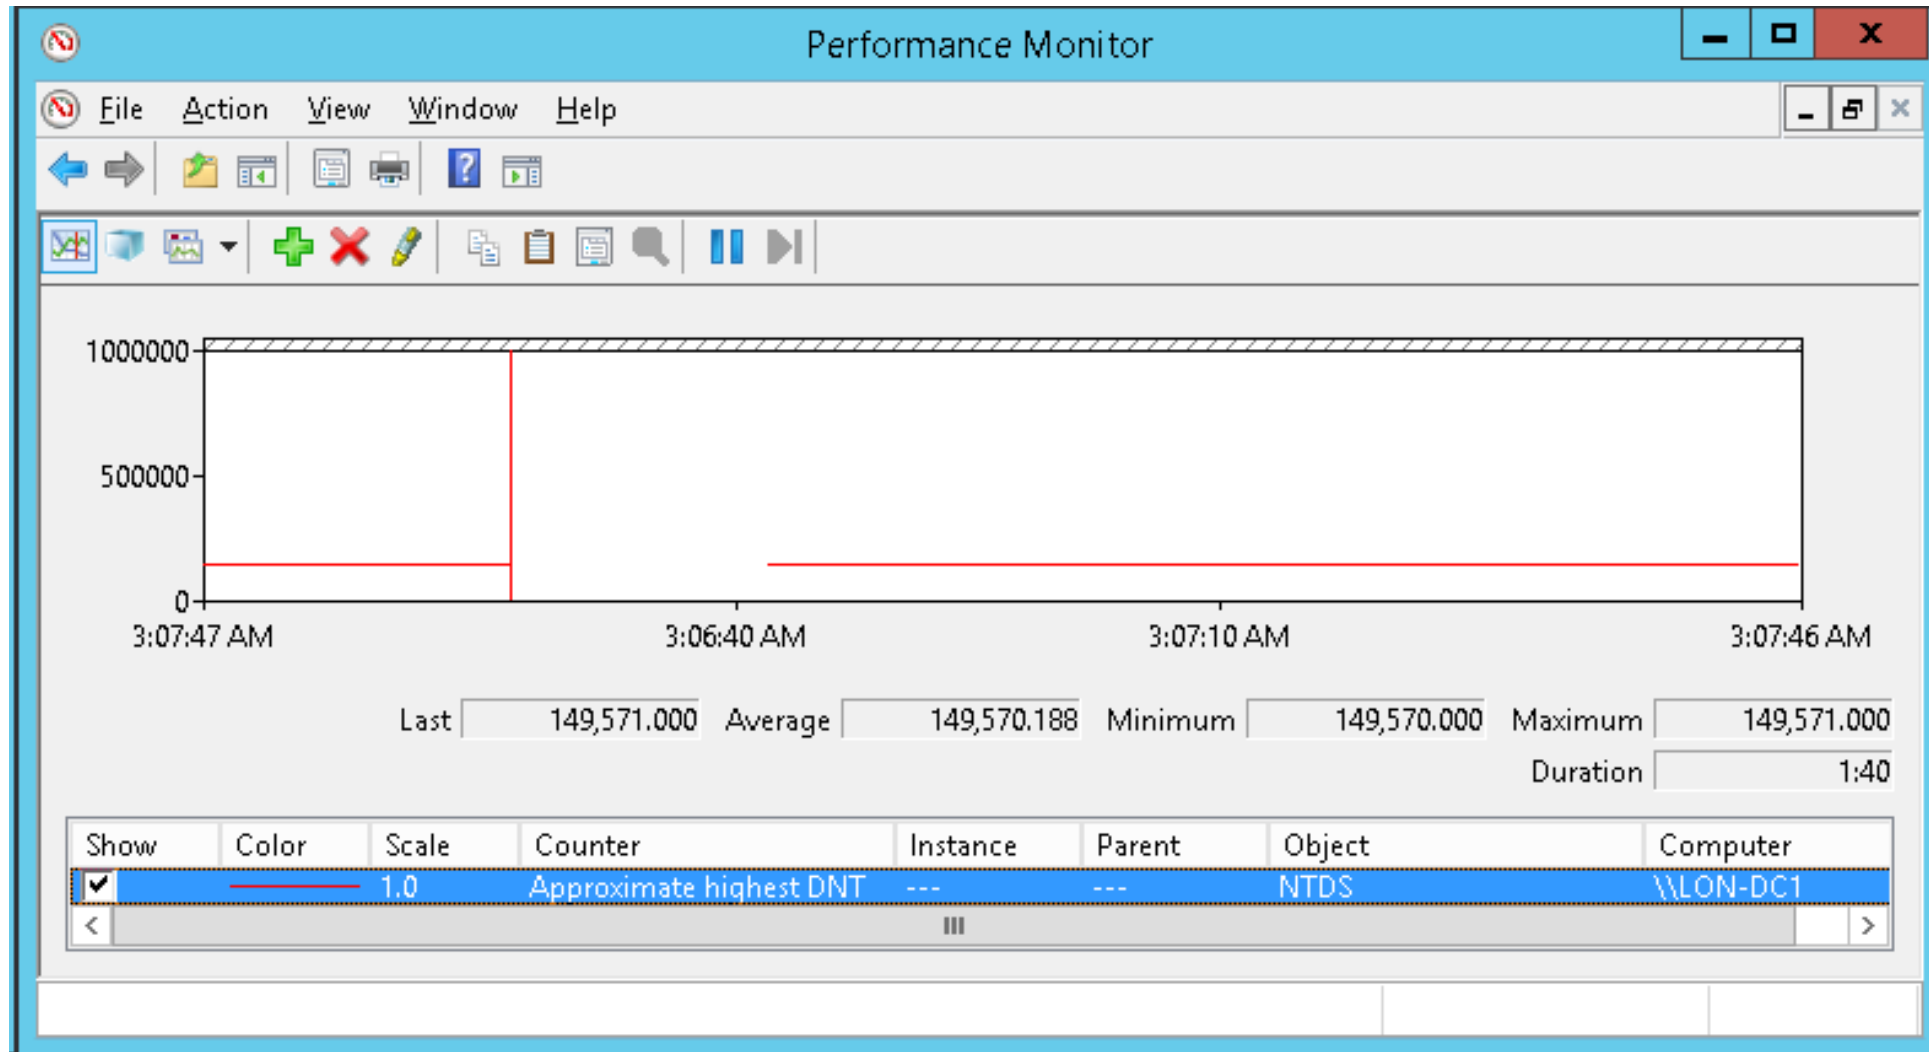 Performance Monitor
File Action View Window Help
1000000
500000
0
3:07:47 AM 3:06:40 AM 3:07:10 AM 3:07:46 AM
Last 149,571.000 Average 149,570.188 Minimum 149,570.000 Maximum 149,571.000
Duration 1:40
Show Color Scale Counter Instance Parent Object Computer
1.0 Approximate highest DNT --- --- NTDS \\LON-DC1